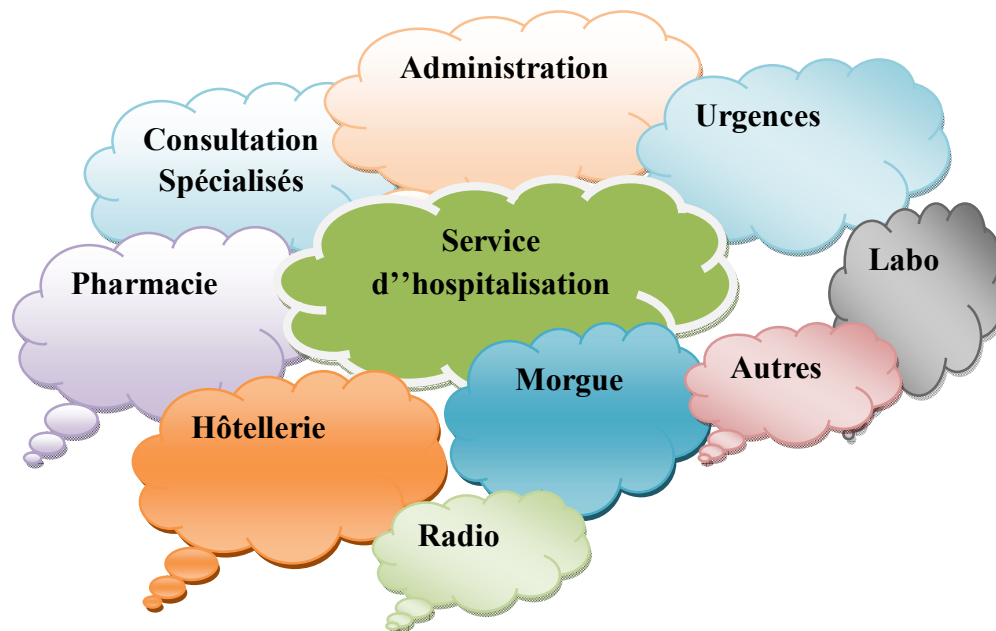 Administration
Urgences
Consultation
Spécialisés
Service
d’’hospitalisation
Labo
Pharmacie
Morgue
Autres
Hôtellerie
Radio